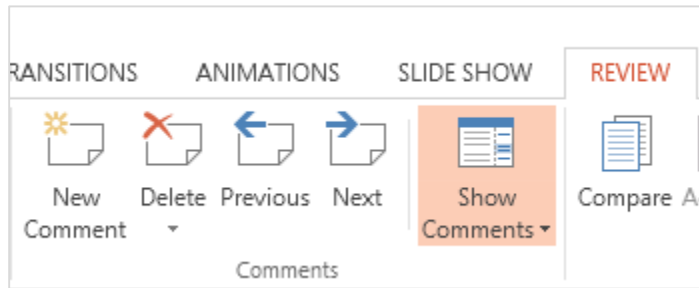 RANSITIONS ANIMATIONS SLIDE SHOW REVIEW
New Comment
Delete
Previous
Next
Show Comments
Compare
A
Comments